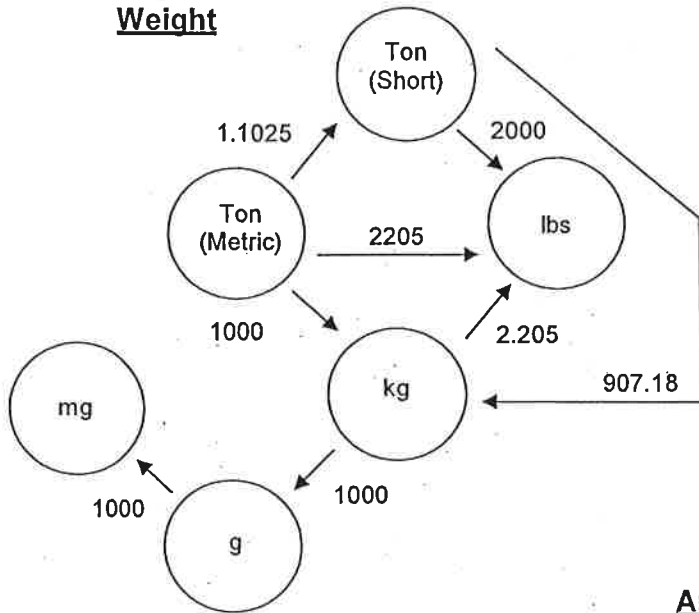 Weight
Ton
(Short)
1.1025
2000
Ton
(Metric)
2205
lbs
1000
2.205
kg
907.18
mg
1000
1000
g
A